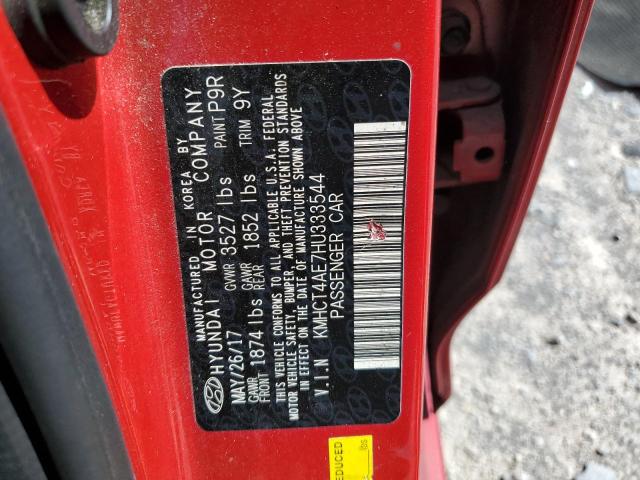 MANUFACTURED IN KOREA BY
HYUNDAI MOTOR COMPANY
MAY/26/17 GVWR 3527 lbs PAINT P9R
GAWR FRONT 1874 lbs GAWR REAR 1852 lbs TRIM 9Y
THIS VEHICLE CONFORMS TO ALL APPLICABLE U.S.A. FEDERAL
MOTOR VEHICLE SAFETY, BUMPER, AND THEFT PREVENTION STANDARDS
IN EFFECT ON THE DATE OF MANUFACTURE SHOWN ABOVE
V.I.N KMHCT4AE7HU333544
PASSENGER CAR
REDUCED
lbs